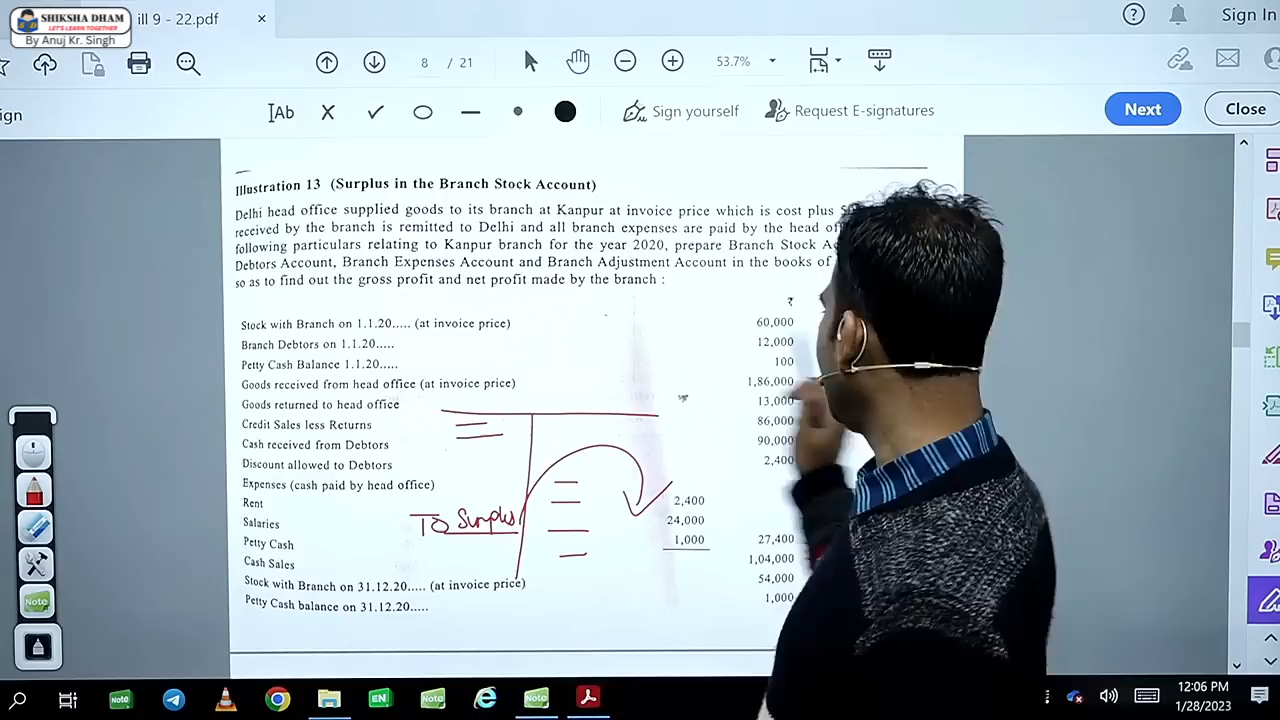 SHIKSHA DHAM
LET'S LEARN TOGETHER
By Anuj Kr. Singh
ill 9 - 22.pdf
×
Sign In
8 / 21
53.7%
ign
Ab
Sign yourself
Request E-signatures
Next
Close
Illustration 13 (Surplus in the Branch Stock Account)
Delhi head office supplied goods to its branch at Kanpur at invoice price which is cost plus
received by the branch is remitted to Delhi and all branch expenses are paid by the head
following particulars relating to Kanpur branch for the year 2020, prepare Branch Stock
Debtors Account, Branch Expenses Account and Branch Adjustment Account in the books of
so as to find out the gross profit and net profit made by the branch :
₹
Stock with Branch on 1.1.20..... (at invoice price) 60,000
Branch Debtors on 1.1.20..... 12,000
Petty Cash Balance 1.1.20..... 100
Goods received from head office (at invoice price) 1,86,000
Goods returned to head office 13,000
Credit Sales less Returns 86,000
Cash received from Debtors 90,000
Discount allowed to Debtors 2,400
Expenses (cash paid by head office)
Rent 2,400
Salaries 24,000
Petty Cash 1,000 27,400
Cash Sales 1,04,000
Stock with Branch on 31.12.20..... (at invoice price) 54,000
Petty Cash balance on 31.12.20..... 1,000
TO Surplus
Note
Note
EN
Note
Note
12:06 PM
1/28/2023